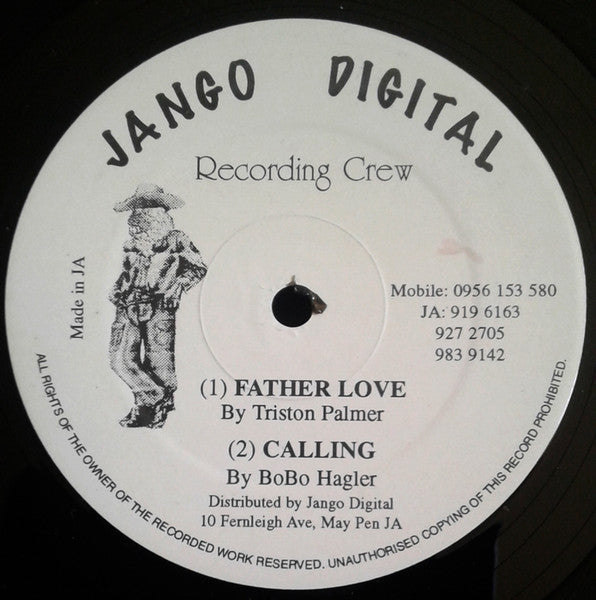 JANGO DIGITAL
Recording Crew
Made in JA
Mobile: 0956 153 580
JA: 919 6163
927 2705
983 9142
(1) FATHER LOVE
By Triston Palmer
(2) CALLING
By BoBo Hagler
Distributed by Jango Digital
10 Fernleigh Ave, May Pen JA
ALL RIGHTS OF THE OWNER OF THE RECORDED WORK RESERVED. UNAUTHORISED COPYING OF THIS RECORD PROHIBITED.